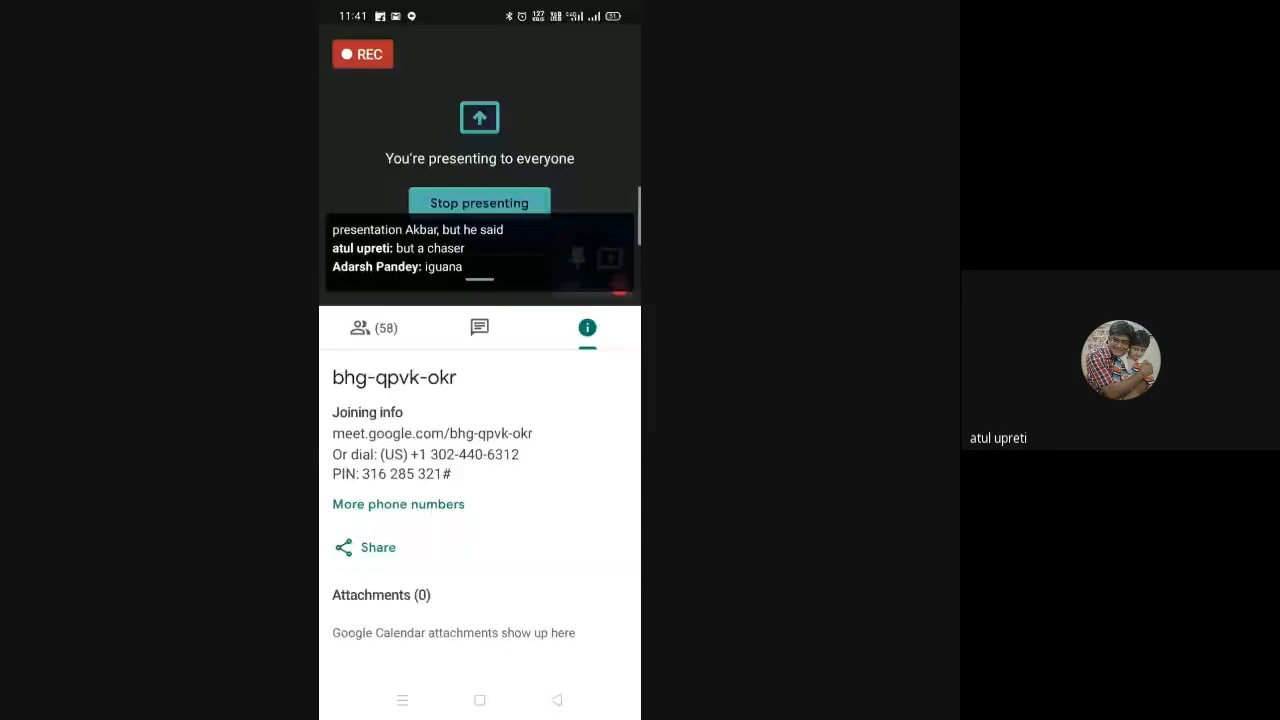 11:41
127
KB/S
51
REC
You're presenting to everyone
Stop presenting
presentation Akbar, but he said
atul upreti: but a chaser
Adarsh Pandey: iguana
(58)
bhg-qpvk-okr
Joining info
meet.google.com/bhg-qpvk-okr
Or dial: (US) +1 302-440-6312
PIN: 316 285 321#
More phone numbers
Share
Attachments (0)
Google Calendar attachments show up here
atul upreti